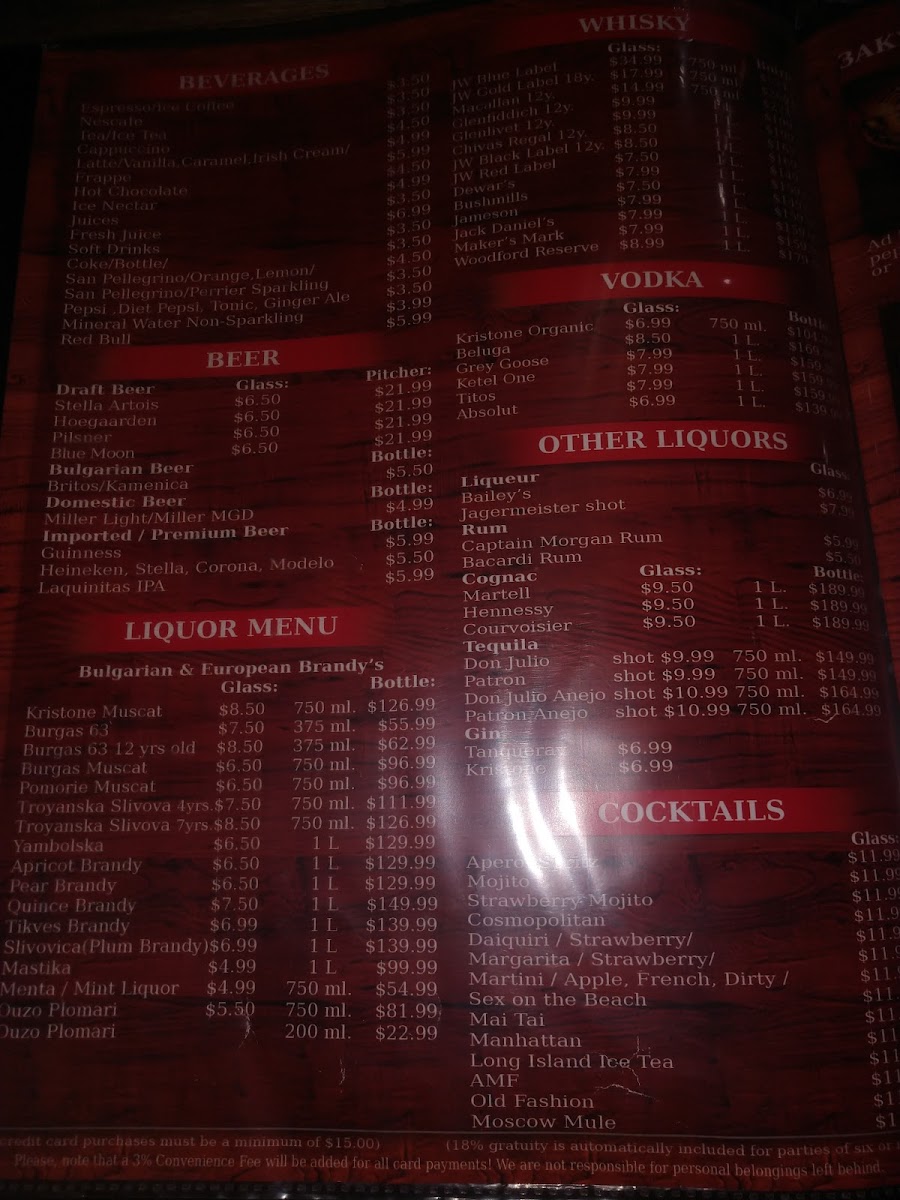 BEVERAGES
Espresso/Ice Coffee $3.50
Nescafe $3.50
Tea/Ice Tea $3.50
Cappuccino $4.50
Latte/Vanilla,Caramel,Irish Cream/ $4.99
Frappe $5.99
Hot Chocolate $4.50
Ice Nectar $4.99
Juices $3.50
Fresh Juice $6.99
Soft Drinks $3.50
Coke/Bottle/ $3.50
San Pellegrino/Orange,Lemon/ $4.50
San Pellegrino/Perrier Sparkling $3.50
Pepsi ,Diet Pepsi, Tonic, Ginger Ale $3.50
Mineral Water Non-Sparkling $3.99
Red Bull $5.99
BEER
Draft Beer Glass: Pitcher:
Stella Artois $6.50 $21.99
Hoegaarden $6.50 $21.99
Pilsner $6.50 $21.99
Blue Moon $6.50 $21.99
Bulgarian Beer Bottle:
Britos/Kamenica $5.50
Domestic Beer Bottle:
Miller Light/Miller MGD $4.99
Imported / Premium Beer Bottle:
Guinness $5.99
Heineken, Stella, Corona, Modelo $5.50
Laquinitas IPA $5.99
LIQUOR MENU
Bulgarian & European Brandy's
Glass: Bottle:
Kristone Muscat $8.50 750 ml. $126.99
Burgas 63 $7.50 375 ml. $55.99
Burgas 63 12 yrs old $8.50 375 ml. $62.99
Burgas Muscat $6.50 750 ml. $96.99
Pomorie Muscat $6.50 750 ml. $96.99
Troyanska Slivova 4yrs. $7.50 750 ml. $111.99
Troyanska Slivova 7yrs. $8.50 750 ml. $126.99
Yambolska $6.50 1 L $129.99
Apricot Brandy $6.50 1 L $129.99
Pear Brandy $6.50 1 L $129.99
Quince Brandy $7.50 1 L $149.99
Tikves Brandy $6.99 1 L $139.99
Slivovica(Plum Brandy) $6.99 1 L $139.99
Mastika $4.99 1 L $99.99
Menta / Mint Liquor $4.99 750 ml. $54.99
Ouzo Plomari $5.50 750 ml. $81.99
Ouzo Plomari 200 ml. $22.99
WHISKY
Glass:
JW Blue Label $34.99 750 ml
JW Gold Label 18y. $17.99 750 ml
Macallan 12y. $14.99 750 ml
Glenfiddich 12y. $9.99
Glenlivet 12y. $9.99
Chivas Regal 12y. $8.50
JW Black Label 12y.
JW Red Label $7.50
Dewar's $7.99
Bushmills $7.50
Jameson $7.99
Jack Daniel's $7.99
Maker's Mark $7.99 1 L.
Woodford Reserve $8.99 1 L.
VODKA
Glass:
Kristone Organic $6.99 750 ml.
Beluga $8.50 1 L.
Grey Goose $7.99 1 L.
Ketel One $7.99 1 L.
Titos $7.99 1 L.
Absolut $6.99 1 L.
OTHER LIQUORS
Liqueur Glass:
Bailey's $6.99
Jagermeister shot $7.99
Rum
Captain Morgan Rum $5.99
Bacardi Rum $5.50
Cognac Glass: Bottle:
Martell $9.50 1 L. $189.99
Hennessy $9.50 1 L. $189.99
Courvoisier $9.50 1 L. $189.99
Tequila
Don Julio shot $9.99 750 ml. $149.99
Patron shot $9.99 750 ml. $149.99
Don Julio Anejo shot $10.99 750 ml. $164.99
Patron Anejo shot $10.99 750 ml. $164.99
Gin
Tanqueray $6.99
Kristone $6.99
COCKTAILS
Glass:
Aperol Spritz $11.99
Mojito $11.99
Strawberry Mojito
Cosmopolitan
Daiquiri / Strawberry/
Margarita / Strawberry/
Martini / Apple, French, Dirty /
Sex on the Beach
Mai Tai
Manhattan
Long Island Ice Tea
AMF
Old Fashion
Moscow Mule
credit card purchases must be a minimum of $15.00) (18% gratuity is automatically included for parties of six or
Please, note that a 3% Convenience Fee will be added for all card payments! We are not responsible for personal belongings left behind.